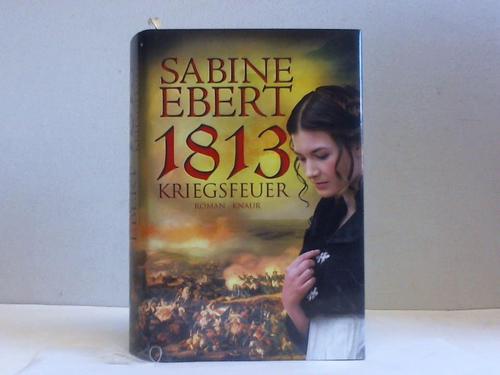 SABINE
EBERT
1813
KRIEGSFEUER
ROMAN KNAUR